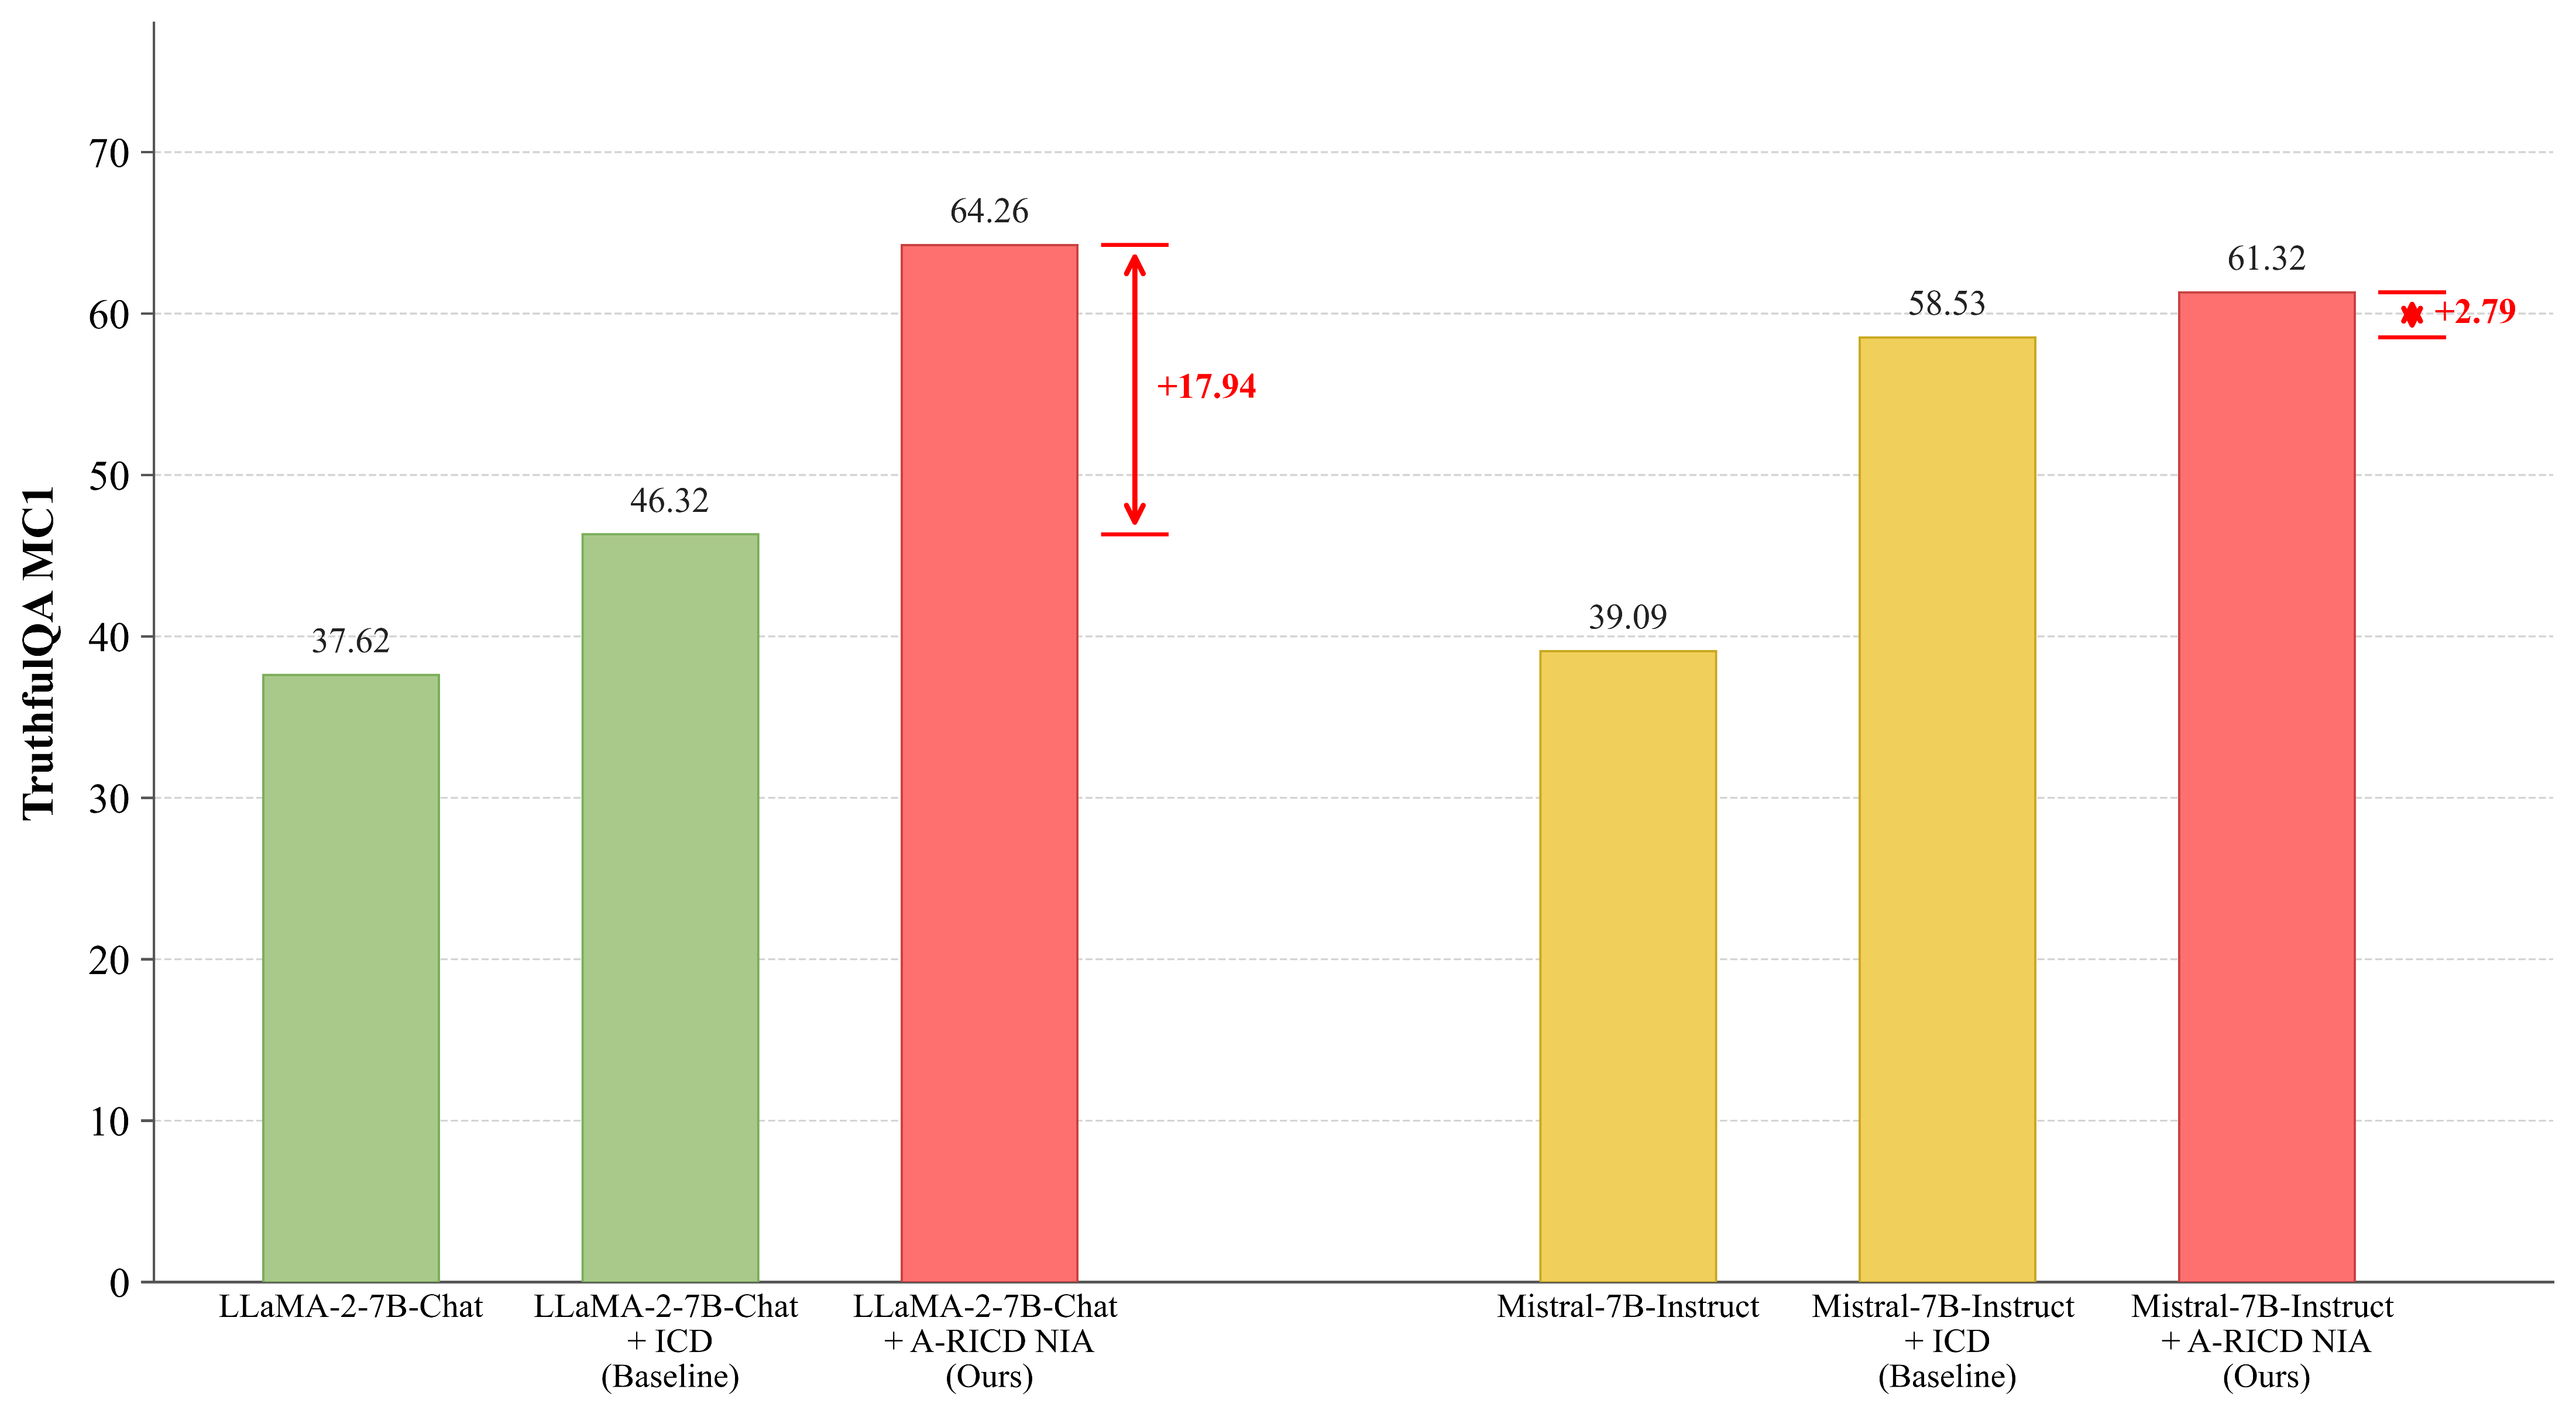 TruthfulQA MC1
70
60
50
40
30
20
10
0
37.62
46.32
64.26
+17.94
39.09
58.53
61.32
+2.79
LLaMA-2-7B-Chat
LLaMA-2-7B-Chat
+ ICD
(Baseline)
LLaMA-2-7B-Chat
+ A-RICD NIA
(Ours)
Mistral-7B-Instruct
Mistral-7B-Instruct
+ ICD
(Baseline)
Mistral-7B-Instruct
+ A-RICD NIA
(Ours)